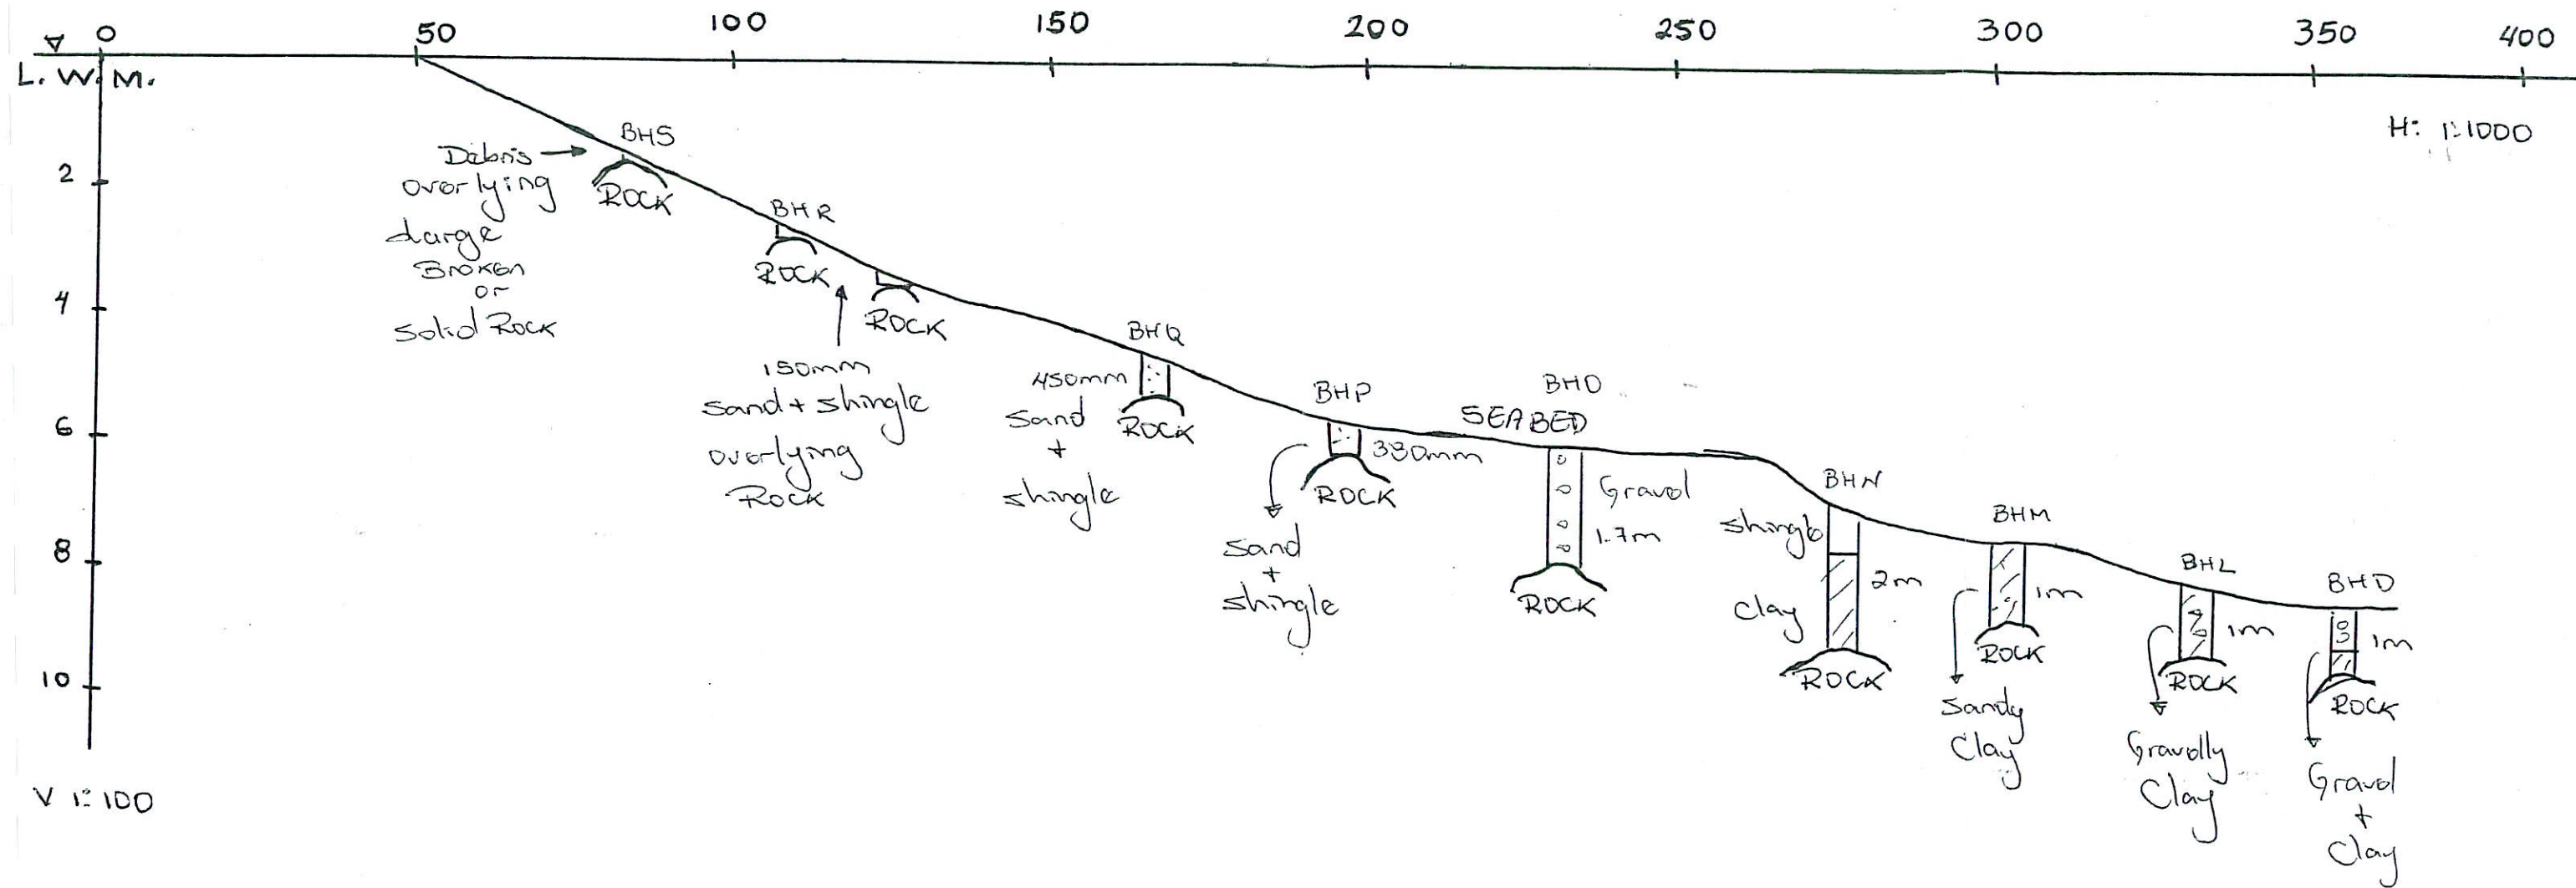 0 50 100 150 200 250 300 350 400
L. W. M.
H: 1:1000
2
4
6
8
10
V 1:100
BHS
Debris
overlying
Large
Broken
or
Solid Rock
ROCK
BHR
ROCK
ROCK
150mm
Sand + shingle
overlying
Rock
BHQ
450mm
Sand
+
shingle
ROCK
BHP
330mm
ROCK
Sand
+
shingle
BHO
SEABED
Gravel
1.7m
ROCK
BHN
shingle
2m
Clay
ROCK
BHM
1m
ROCK
Sandy
Clay
BHL
1m
ROCK
Gravelly
Clay
BHD
1m
ROCK
Gravel
+
Clay